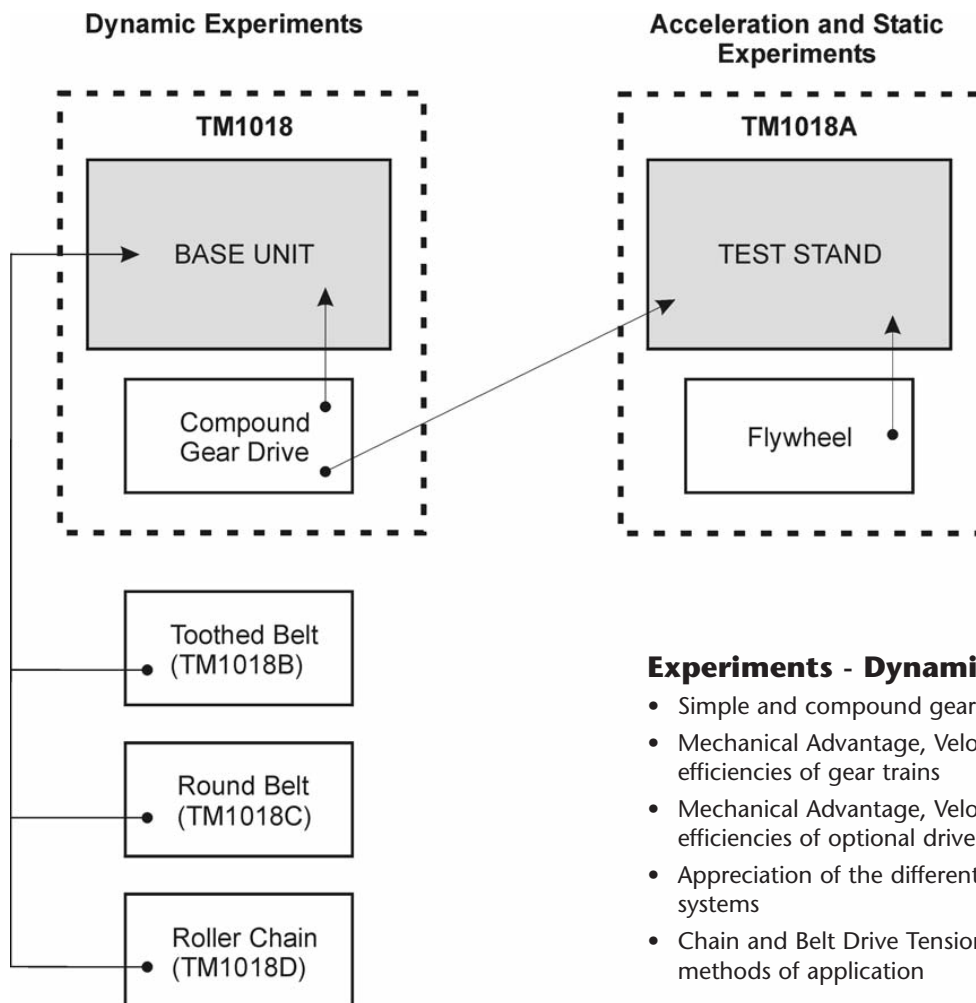 Dynamic Experiments
Acceleration and Static
Experiments
TM1018
BASE UNIT
Compound
Gear Drive
TM1018A
TEST STAND
Flywheel
Toothed Belt
(TM1018B)
Round Belt
(TM1018C)
Roller Chain
(TM1018D)
Experiments - Dynami
• Simple and compound gear
• Mechanical Advantage, Velo
efficiencies of gear trains
• Mechanical Advantage, Velo
efficiencies of optional drive
• Appreciation of the different
systems
• Chain and Belt Drive Tension
methods of application